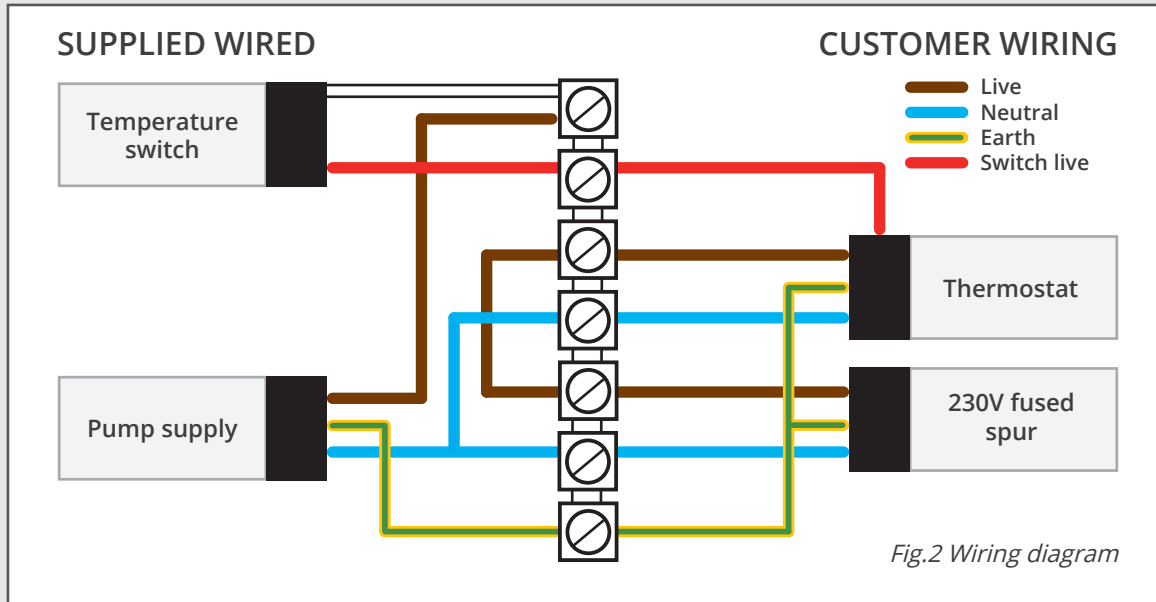 SUPPLIED WIRED
CUSTOMER WIRING
Live
Neutral
Earth
Switch live
Temperature
switch
Thermostat
Pump supply
230V fused
spur
Fig.2 Wiring diagram